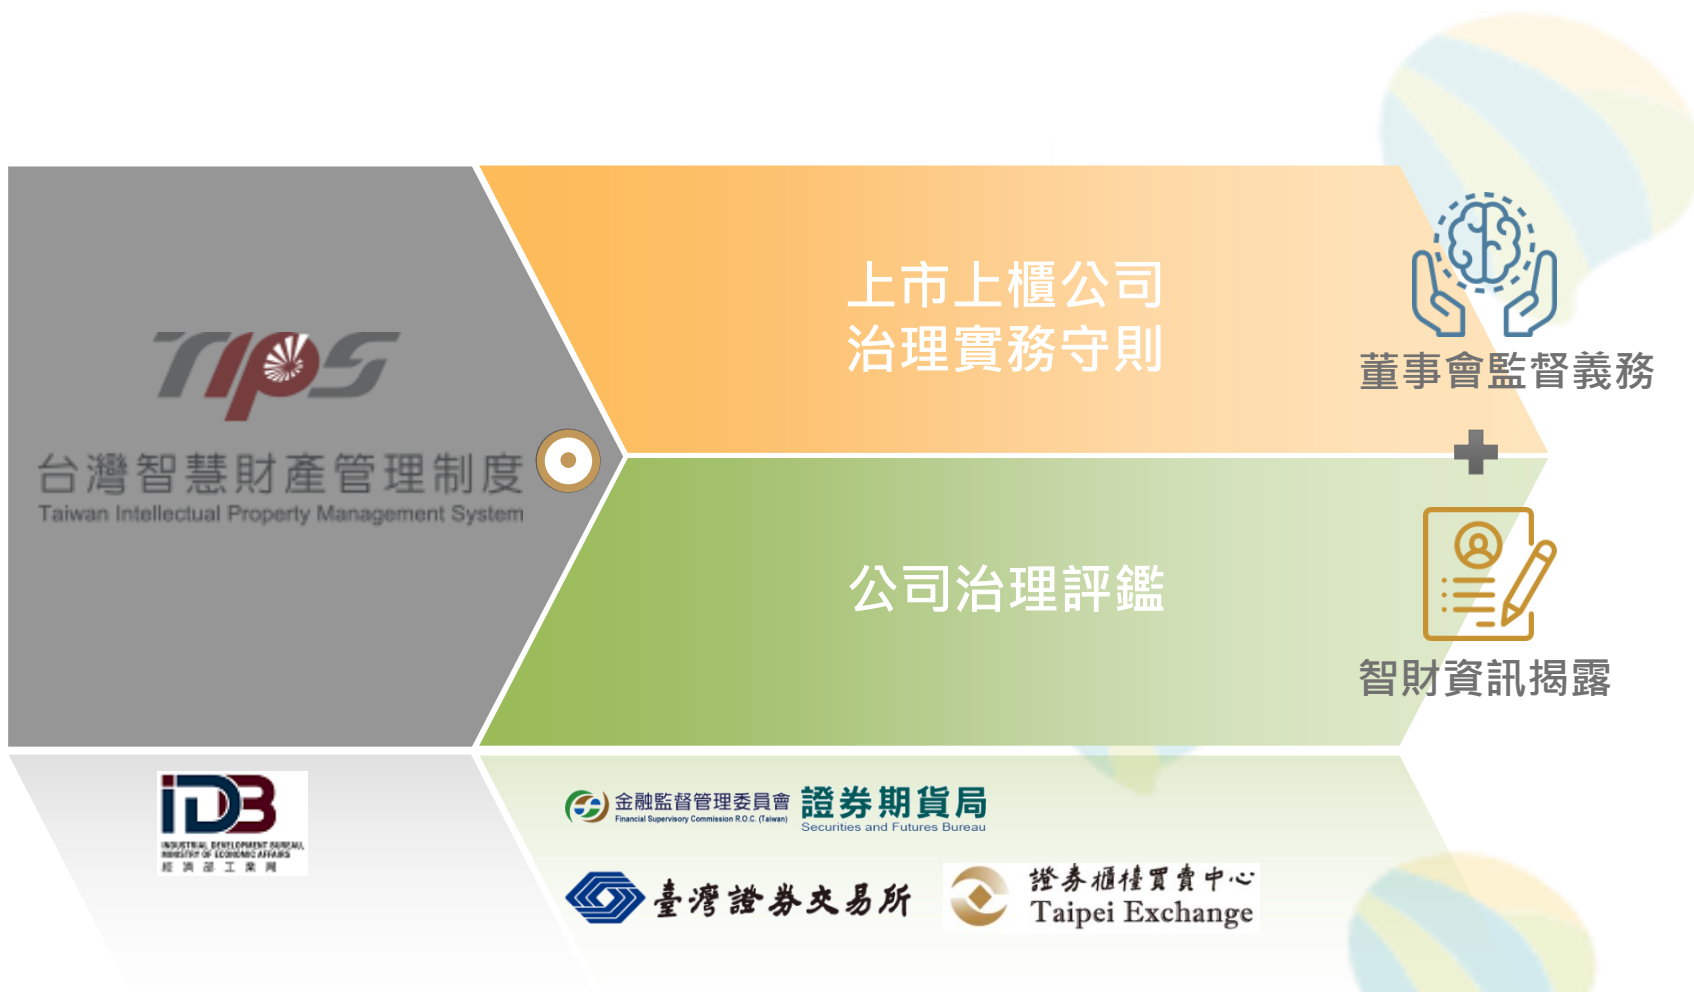 TIPS
台灣智慧財產管理制度
Taiwan Intellectual Property Management System
上市上櫃公司
治理實務守則
公司治理評鑑
董事會監督義務
智財資訊揭露
IDB
INDUSTRIAL DEVELOPMENT BUREAU,
MINISTRY OF ECONOMIC AFFAIRS
經濟部工業局
金融監督管理委員會
Financial Supervisory Commission R.O.C. (Taiwan)
證券期貨局
Securities and Futures Bureau
臺灣證券交易所
證券櫃檯買賣中心
Taipei Exchange